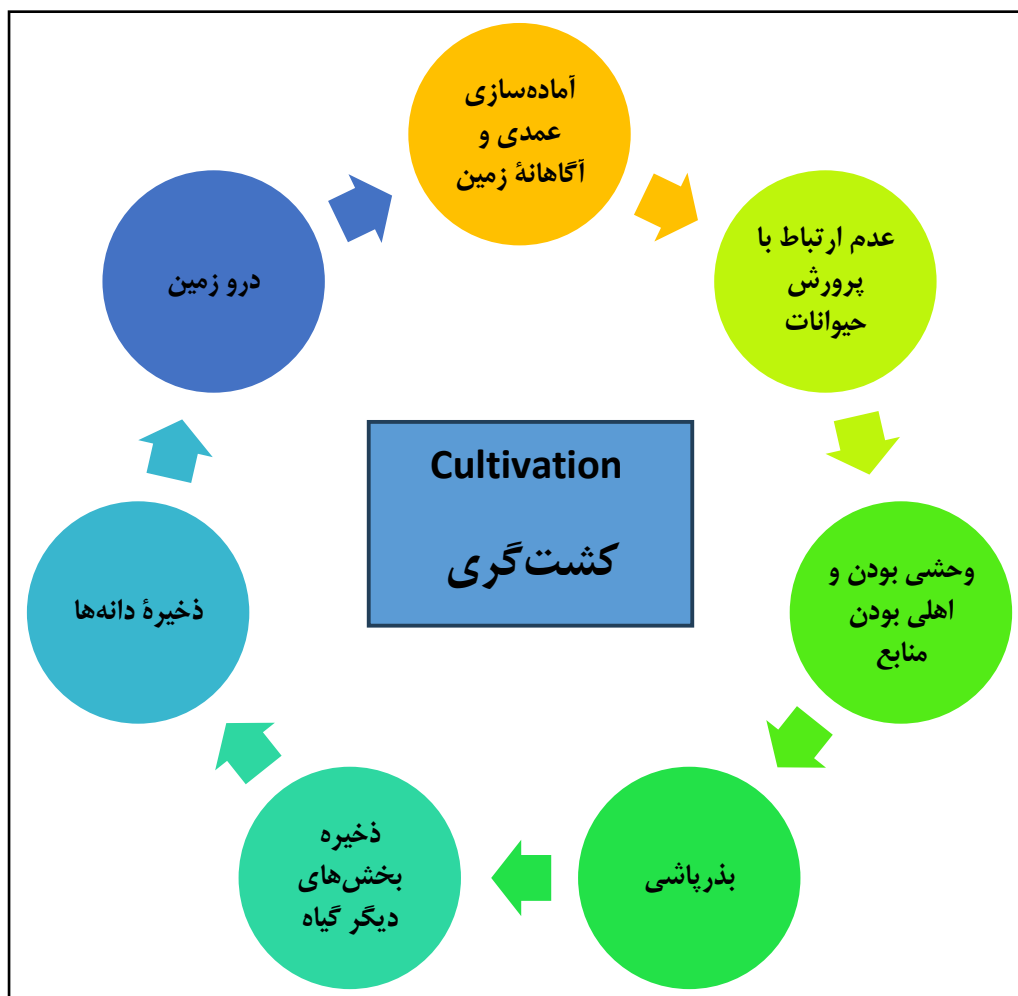 آماده‌سازی
عمدی و
آگاهانهٔ زمین
عدم ارتباط با
پرورش
حیوانات
وحشی بودن و
اهلی بودن
منابع
بذرپاشی
ذخیره
بخش‌های
دیگر گیاه
ذخیرهٔ دانه‌ها
درو زمین
Cultivation
کشت‌گری